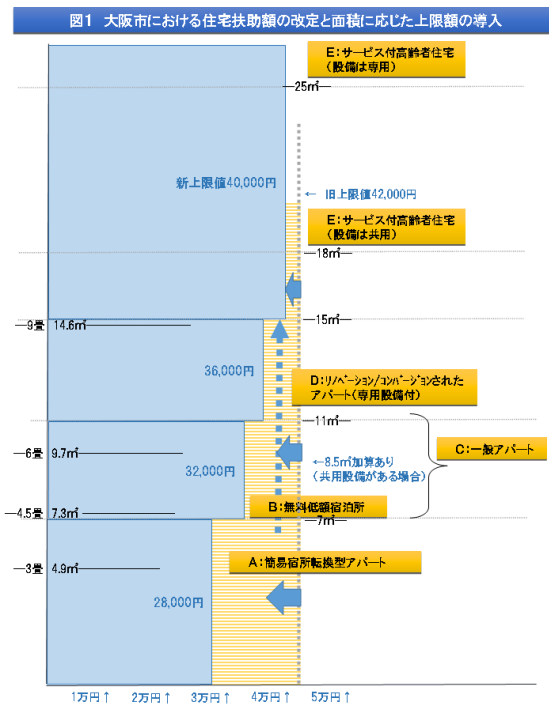 図1 大阪市における住宅扶助額の改定と面積に応じた上限額の導入
E:サービス付高齢者住宅
(設備は専用)
25㎡
新上限値40,000円
← 旧上限値42,000円
E:サービス付高齢者住宅
(設備は共用)
18㎡
15㎡
9畳 14.6㎡
36,000円
D:リノベーション/コンバージョンされた
アパート(専用設備付)
11㎡
C:一般アパート
6畳 9.7㎡
←8.5㎡加算あり
(共用設備がある場合)
32,000円
B:無料低額宿泊所
4.5畳 7.3㎡
7㎡
A:簡易宿所転換型アパート
3畳 4.9㎡
28,000円
1万円↑ 2万円↑ 3万円↑ 4万円↑ 5万円↑